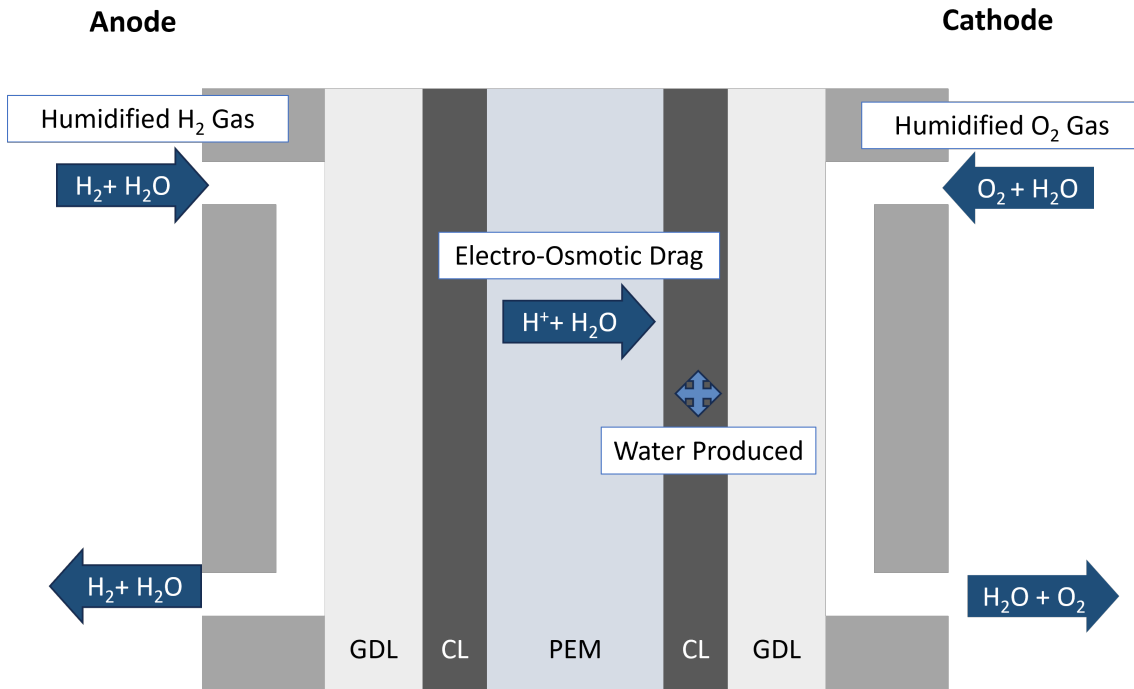 Anode
Cathode
Humidified H₂ Gas
Humidified O₂ Gas
H₂+ H₂O
O₂ + H₂O
Electro-Osmotic Drag
H⁺+ H₂O
Water Produced
H₂+ H₂O
H₂O + O₂
GDL
CL
PEM
CL
GDL